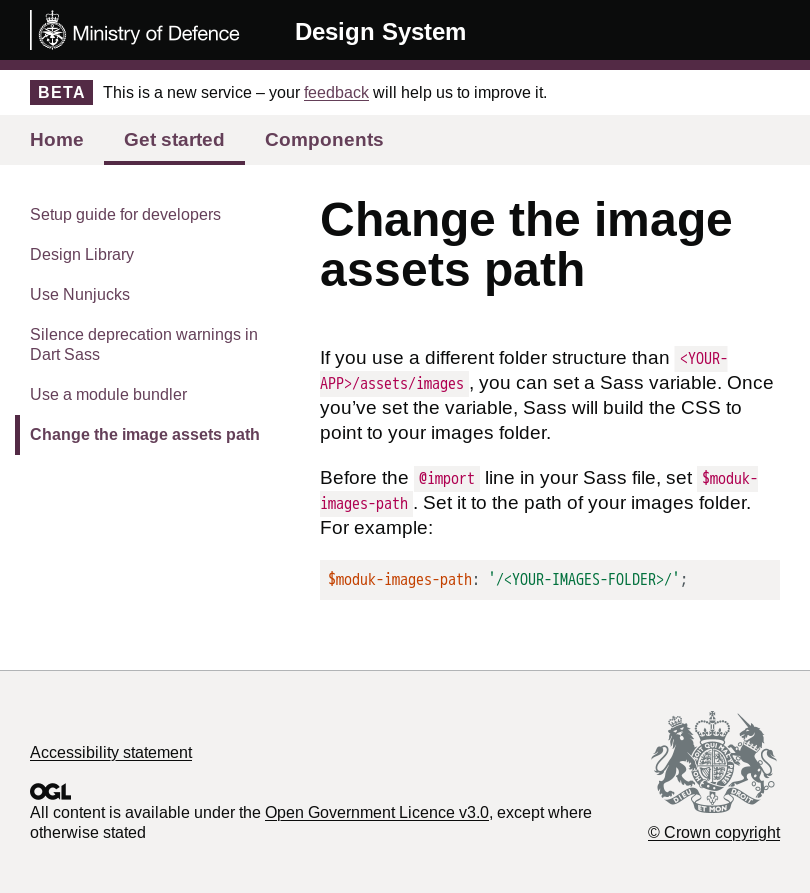 Ministry of Defence
Design System
BETA This is a new service – your feedback will help us to improve it.
Home Get started Components
Setup guide for developers
Design Library
Use Nunjucks
Silence deprecation warnings in
Dart Sass
Use a module bundler
Change the image assets path
Change the image
assets path
If you use a different folder structure than <YOUR-
APP>/assets/images, you can set a Sass variable. Once
you’ve set the variable, Sass will build the CSS to
point to your images folder.
Before the @import line in your Sass file, set $moduk-
images-path. Set it to the path of your images folder.
For example:
$moduk-images-path: '/<YOUR-IMAGES-FOLDER>/';
Accessibility statement
OGL
All content is available under the Open Government Licence v3.0, except where
otherwise stated
DIEU ET MON DROIT
© Crown copyright